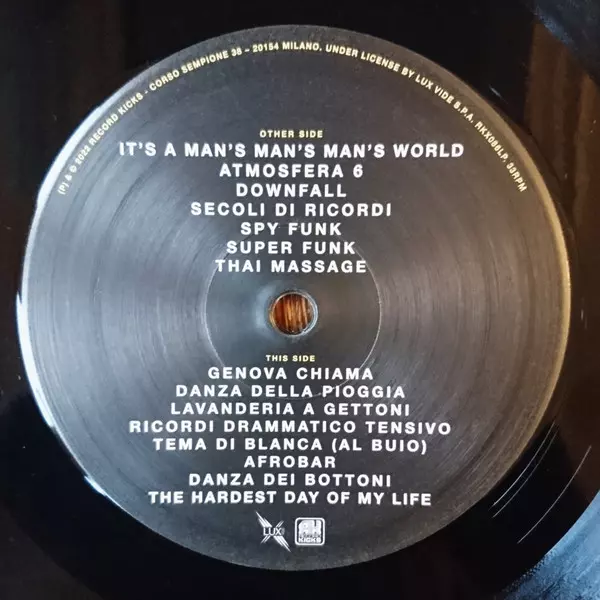 (P) & © 2022 RECORD KICKS - CORSO SEMPIONE 38 – 20154 MILANO. UNDER LICENSE BY LUX VIDE S.P.A. RKX086LP. 33RPM
OTHER SIDE
IT'S A MAN'S MAN'S MAN'S WORLD
ATMOSFERA 6
DOWNFALL
SECOLI DI RICORDI
SPY FUNK
SUPER FUNK
THAI MASSAGE
THIS SIDE
GENOVA CHIAMA
DANZA DELLA PIOGGIA
LAVANDERIA A GETTONI
RICORDI DRAMMATICO TENSIVO
TEMA DI BLANCA (AL BUIO)
AFROBAR
DANZA DEI BOTTONI
THE HARDEST DAY OF MY LIFE
LUX
KICKS